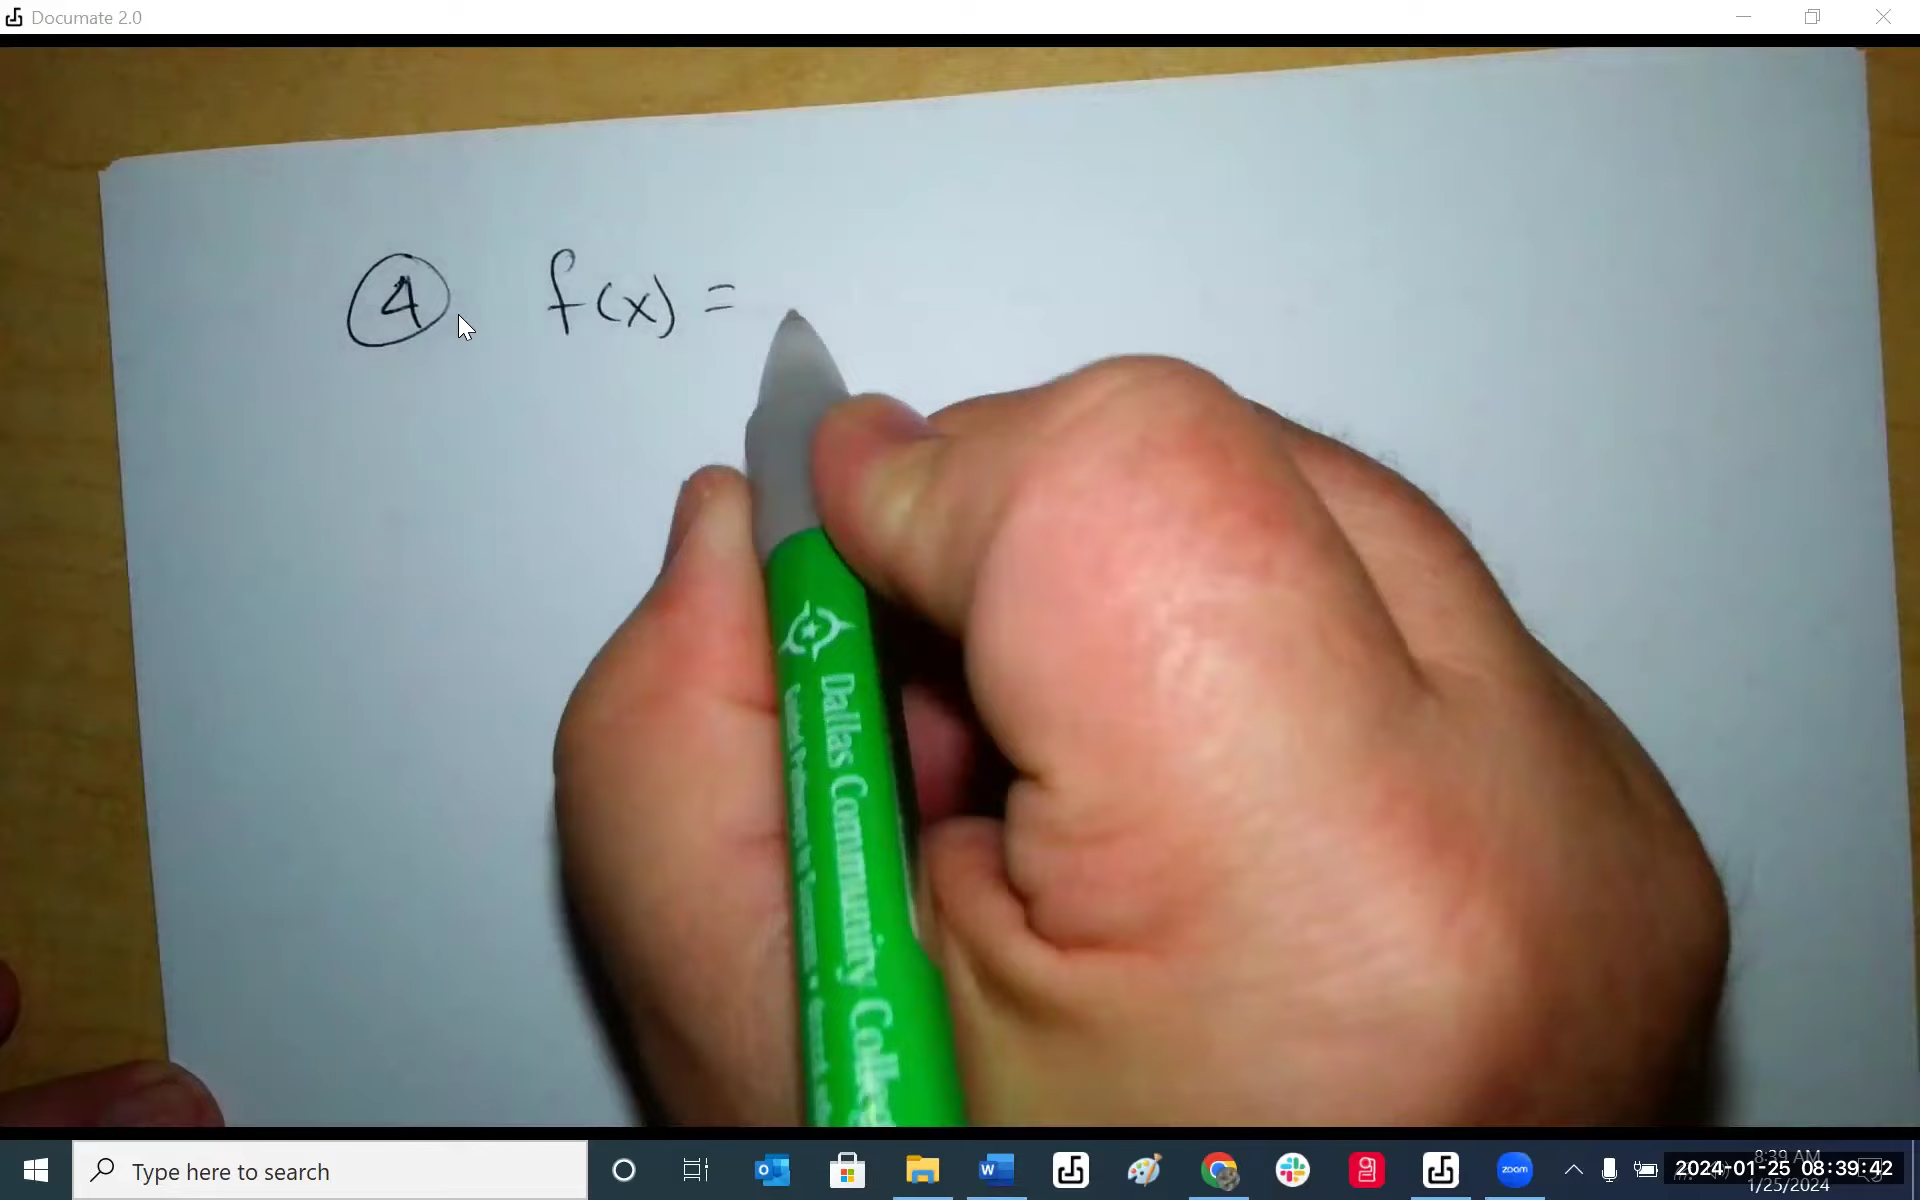 Documate 2.0
4 f(x) =
Dallas Community Colle
Type here to search
zoom
8:39 AM
2024-01-25 08:39:42
1/25/2024